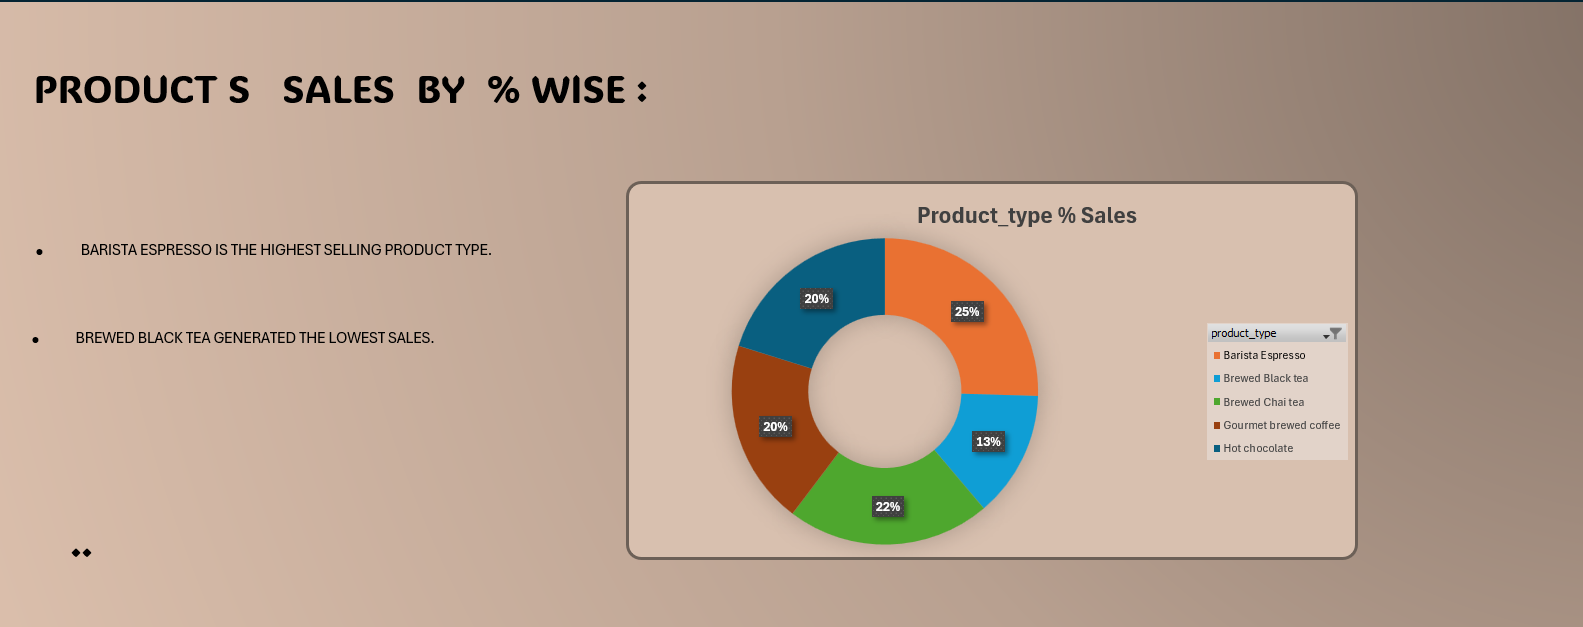 PRODUCT S SALES BY % WISE :
• BARISTA ESPRESSO IS THE HIGHEST SELLING PRODUCT TYPE.
• BREWED BLACK TEA GENERATED THE LOWEST SALES.
Product_type % Sales
20%
25%
20%
13%
22%
product_type
Barista Espresso
Brewed Black tea
Brewed Chai tea
Gourmet brewed coffee
Hot chocolate